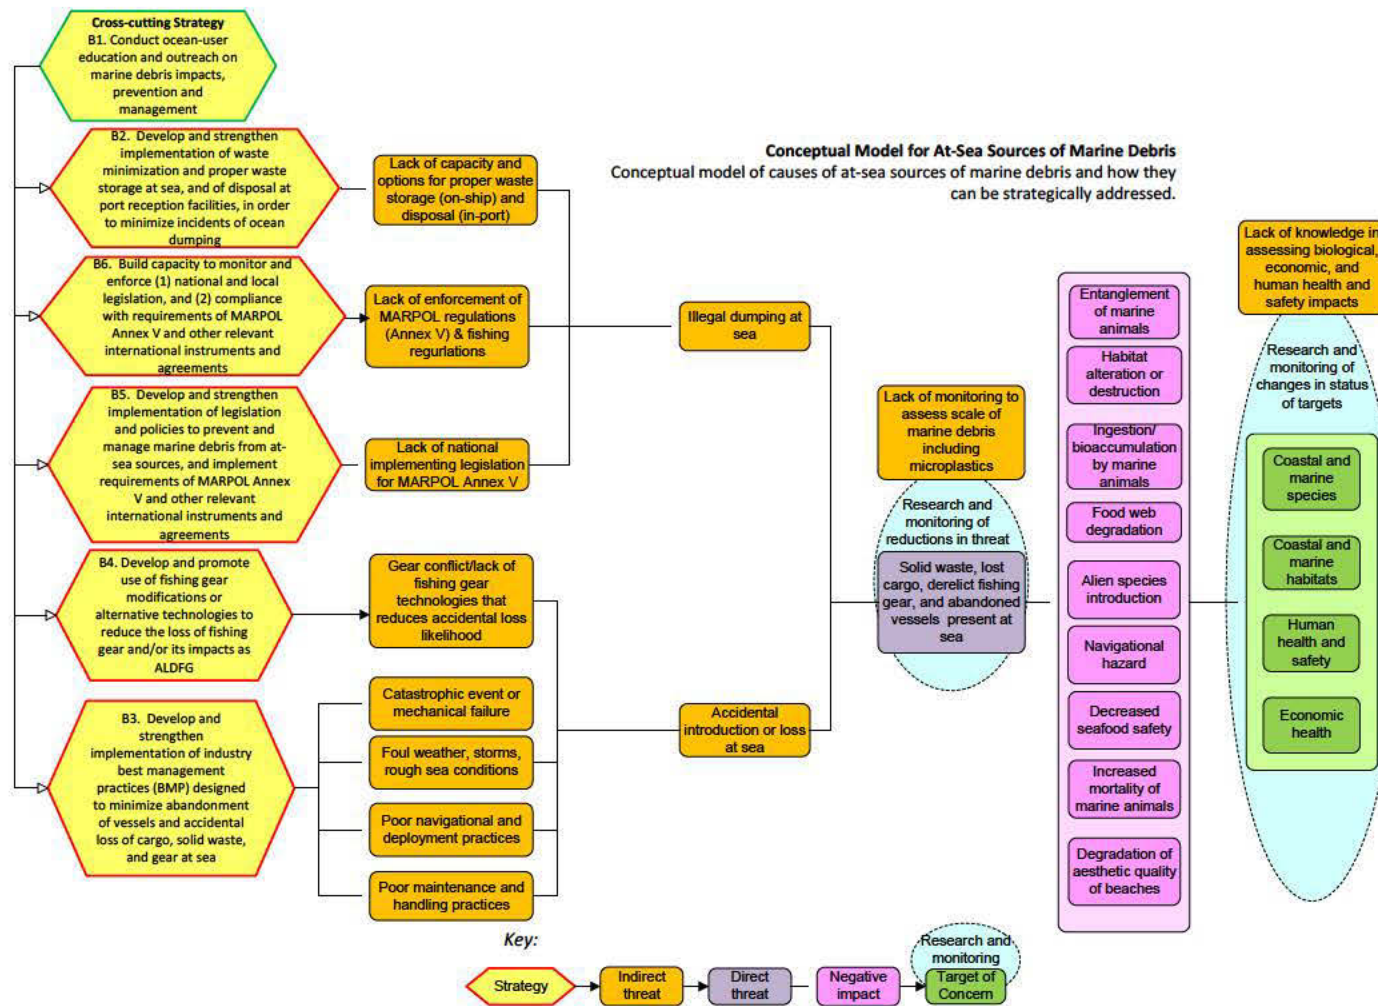 Cross-cutting Strategy
B1. Conduct ocean-user
education and outreach on
marine debris impacts,
prevention and
management
B2. Develop and strengthen
implementation of waste
minimization and proper waste
storage at sea, and of disposal at
port reception facilities, in order
to minimize incidents of ocean
dumping
Lack of capacity and
options for proper waste
storage (on-ship) and
disposal (in-port)
Conceptual Model for At-Sea Sources of Marine Debris
Conceptual model of causes of at-sea sources of marine debris and how they
can be strategically addressed.
B6. Build capacity to monitor and
enforce (1) national and local
legislation, and (2) compliance
with requirements of MARPOL
Annex V and other relevant
international instruments and
agreements
Lack of enforcement of
MARPOL regulations
(Annex V) & fishing
regurlations
Illegal dumping at
sea
B5. Develop and strengthen
implementation of legislation
and policies to prevent and
manage marine debris from at-
sea sources, and implement
requirements of MARPOL Annex
V and other relevant
international instruments and
agreements
Lack of national
implementing legislation
for MARPOL Annex V
B4. Develop and promote
use of fishing gear
modifications or
alternative technologies to
reduce the loss of fishing
gear and/or its impacts as
ALDFG
Gear conflict/lack of
fishing gear
technologies that
reduces accidental loss
likelihood
B3. Develop and
strengthen
implementation of industry
best management
practices (BMP) designed
to minimize abandonment
of vessels and accidental
loss of cargo, solid waste,
and gear at sea
Catastrophic event or
mechanical failure
Foul weather, storms,
rough sea conditions
Poor navigational and
deployment practices
Poor maintenance and
handling practices
Accidental
introduction or loss
at sea
Lack of monitoring to
assess scale of
marine debris
including
microplastics
Research and
monitoring of
reductions in threat
Solid waste, lost
cargo, derelict fishing
gear, and abandoned
vessels present at
sea
Entanglement of
marine
animals
Habitat
alteration or
destruction
Ingestion/
bioaccumulation
by marine
animals
Food web
degradation
Alien species
introduction
Navigational
hazard
Decreased
seafood safety
Increased
mortality of
marine animals
Degradation of
aesthetic quality
of beaches
Lack of knowledge in
assessing biological,
economic, and
human health and
safety impacts
Research and
monitoring of
changes in status
of targets
Coastal and
marine
species
Coastal and
marine
habitats
Human
health and
safety
Economic
health
Key:
Strategy
Indirect
threat
Direct
threat
Negative
impact
Research and
monitoring
Target of
Concern